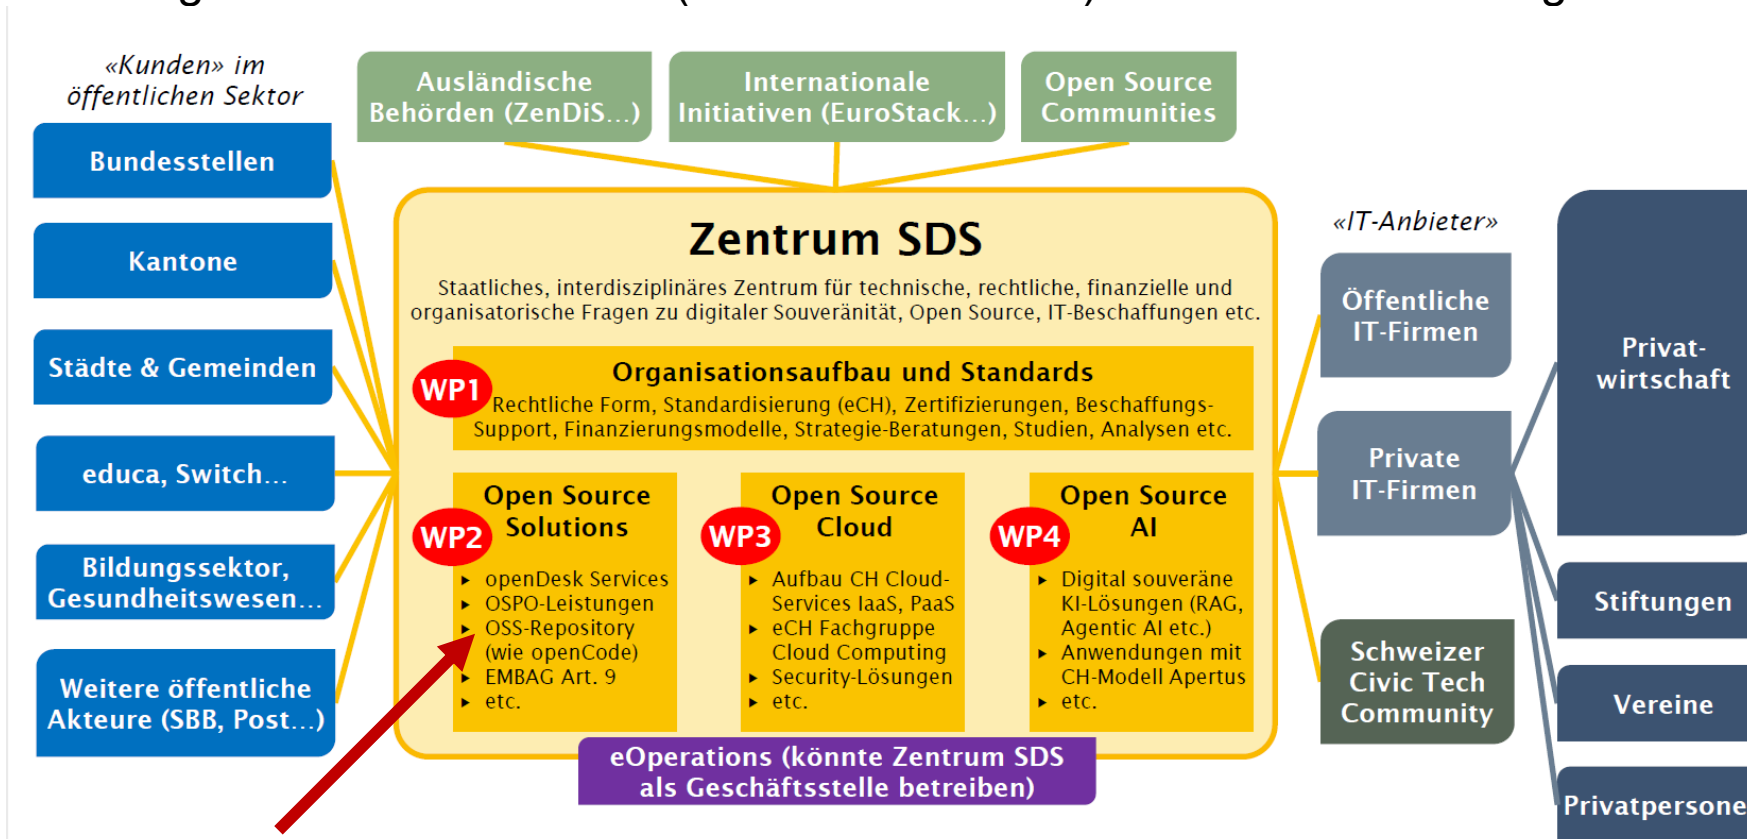 «Kunden» im
öffentlichen Sektor
Bundesstellen
Kantone
Städte & Gemeinden
educa, Switch...
Bildungssektor,
Gesundheitswesen...
Weitere öffentliche
Akteure (SBB, Post...)
Ausländische
Behörden (ZenDiS...)
Internationale
Initiativen (EuroStack...)
Open Source
Communities
Zentrum SDS
Staatliches, interdisziplinäres Zentrum für technische, rechtliche, finanzielle und
organisatorische Fragen zu digitaler Souveränität, Open Source, IT-Beschaffungen etc.
WP1
Organisationsaufbau und Standards
Rechtliche Form, Standardisierung (eCH), Zertifizierungen, Beschaffungs-
Support, Finanzierungsmodelle, Strategie-Beratungen, Studien, Analysen etc.
WP2
Open Source
Solutions
▸ openDesk Services
▸ OSPO-Leistungen
▸ OSS-Repository
(wie openCode)
▸ EMBAG Art. 9
▸ etc.
WP3
Open Source
Cloud
▸ Aufbau CH Cloud-
Services IaaS, PaaS
▸ eCH Fachgruppe
Cloud Computing
▸ Security-Lösungen
▸ etc.
WP4
Open Source
AI
▸ Digital souveräne
KI-Lösungen (RAG,
Agentic AI etc.)
▸ Anwendungen mit
CH-Modell Apertus
▸ etc.
eOperations (könnte Zentrum SDS
als Geschäftsstelle betreiben)
«IT-Anbieter»
Öffentliche
IT-Firmen
Private
IT-Firmen
Schweizer
Civic Tech
Community
Privat-
wirtschaft
Stiftungen
Vereine
Privatpersone